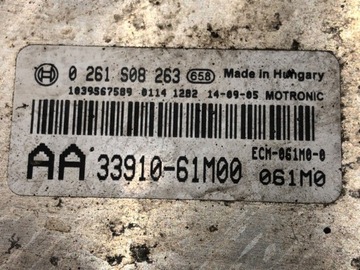 0 261 S08 263 658 Made in Hungary
1039S67589 0114 1282 14-09-05 MOTRONIC
ECM-061M0-0
AA 33910-61M00 061M0